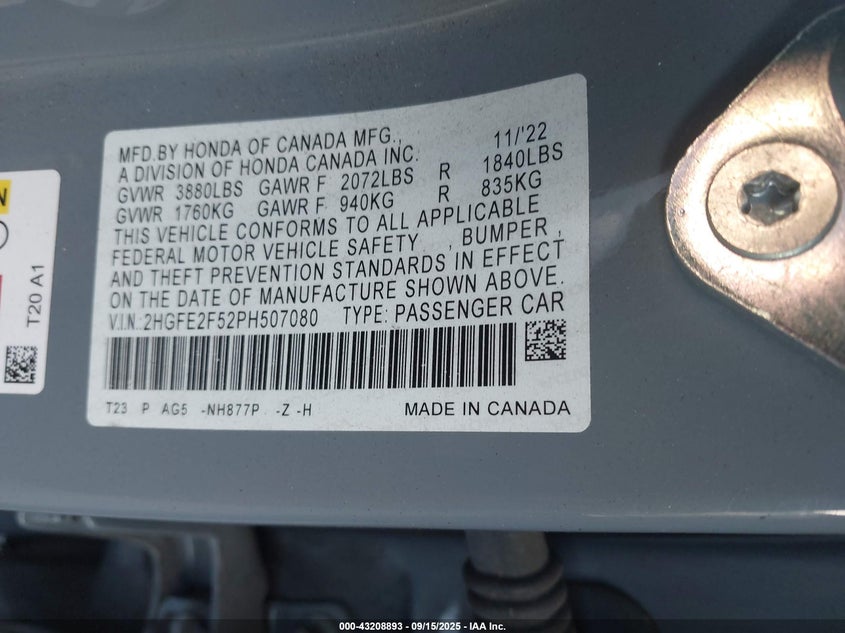 MFD.BY HONDA OF CANADA MFG., 11/'22
A DIVISION OF HONDA CANADA INC.
GVWR 3880LBS GAWR F 2072LBS R 1840LBS
GVWR 1760KG GAWR F 940KG R 835KG
THIS VEHICLE CONFORMS TO ALL APPLICABLE
FEDERAL MOTOR VEHICLE SAFETY , BUMPER ,
AND THEFT PREVENTION STANDARDS IN EFFECT
ON THE DATE OF MANUFACTURE SHOWN ABOVE.
V.I.N.:2HGFE2F52PH507080 TYPE: PASSENGER CAR
T23 P AG5 -NH877P -Z -H MADE IN CANADA
T20 A1
000-43208893 - 09/15/2025 - IAA Inc.